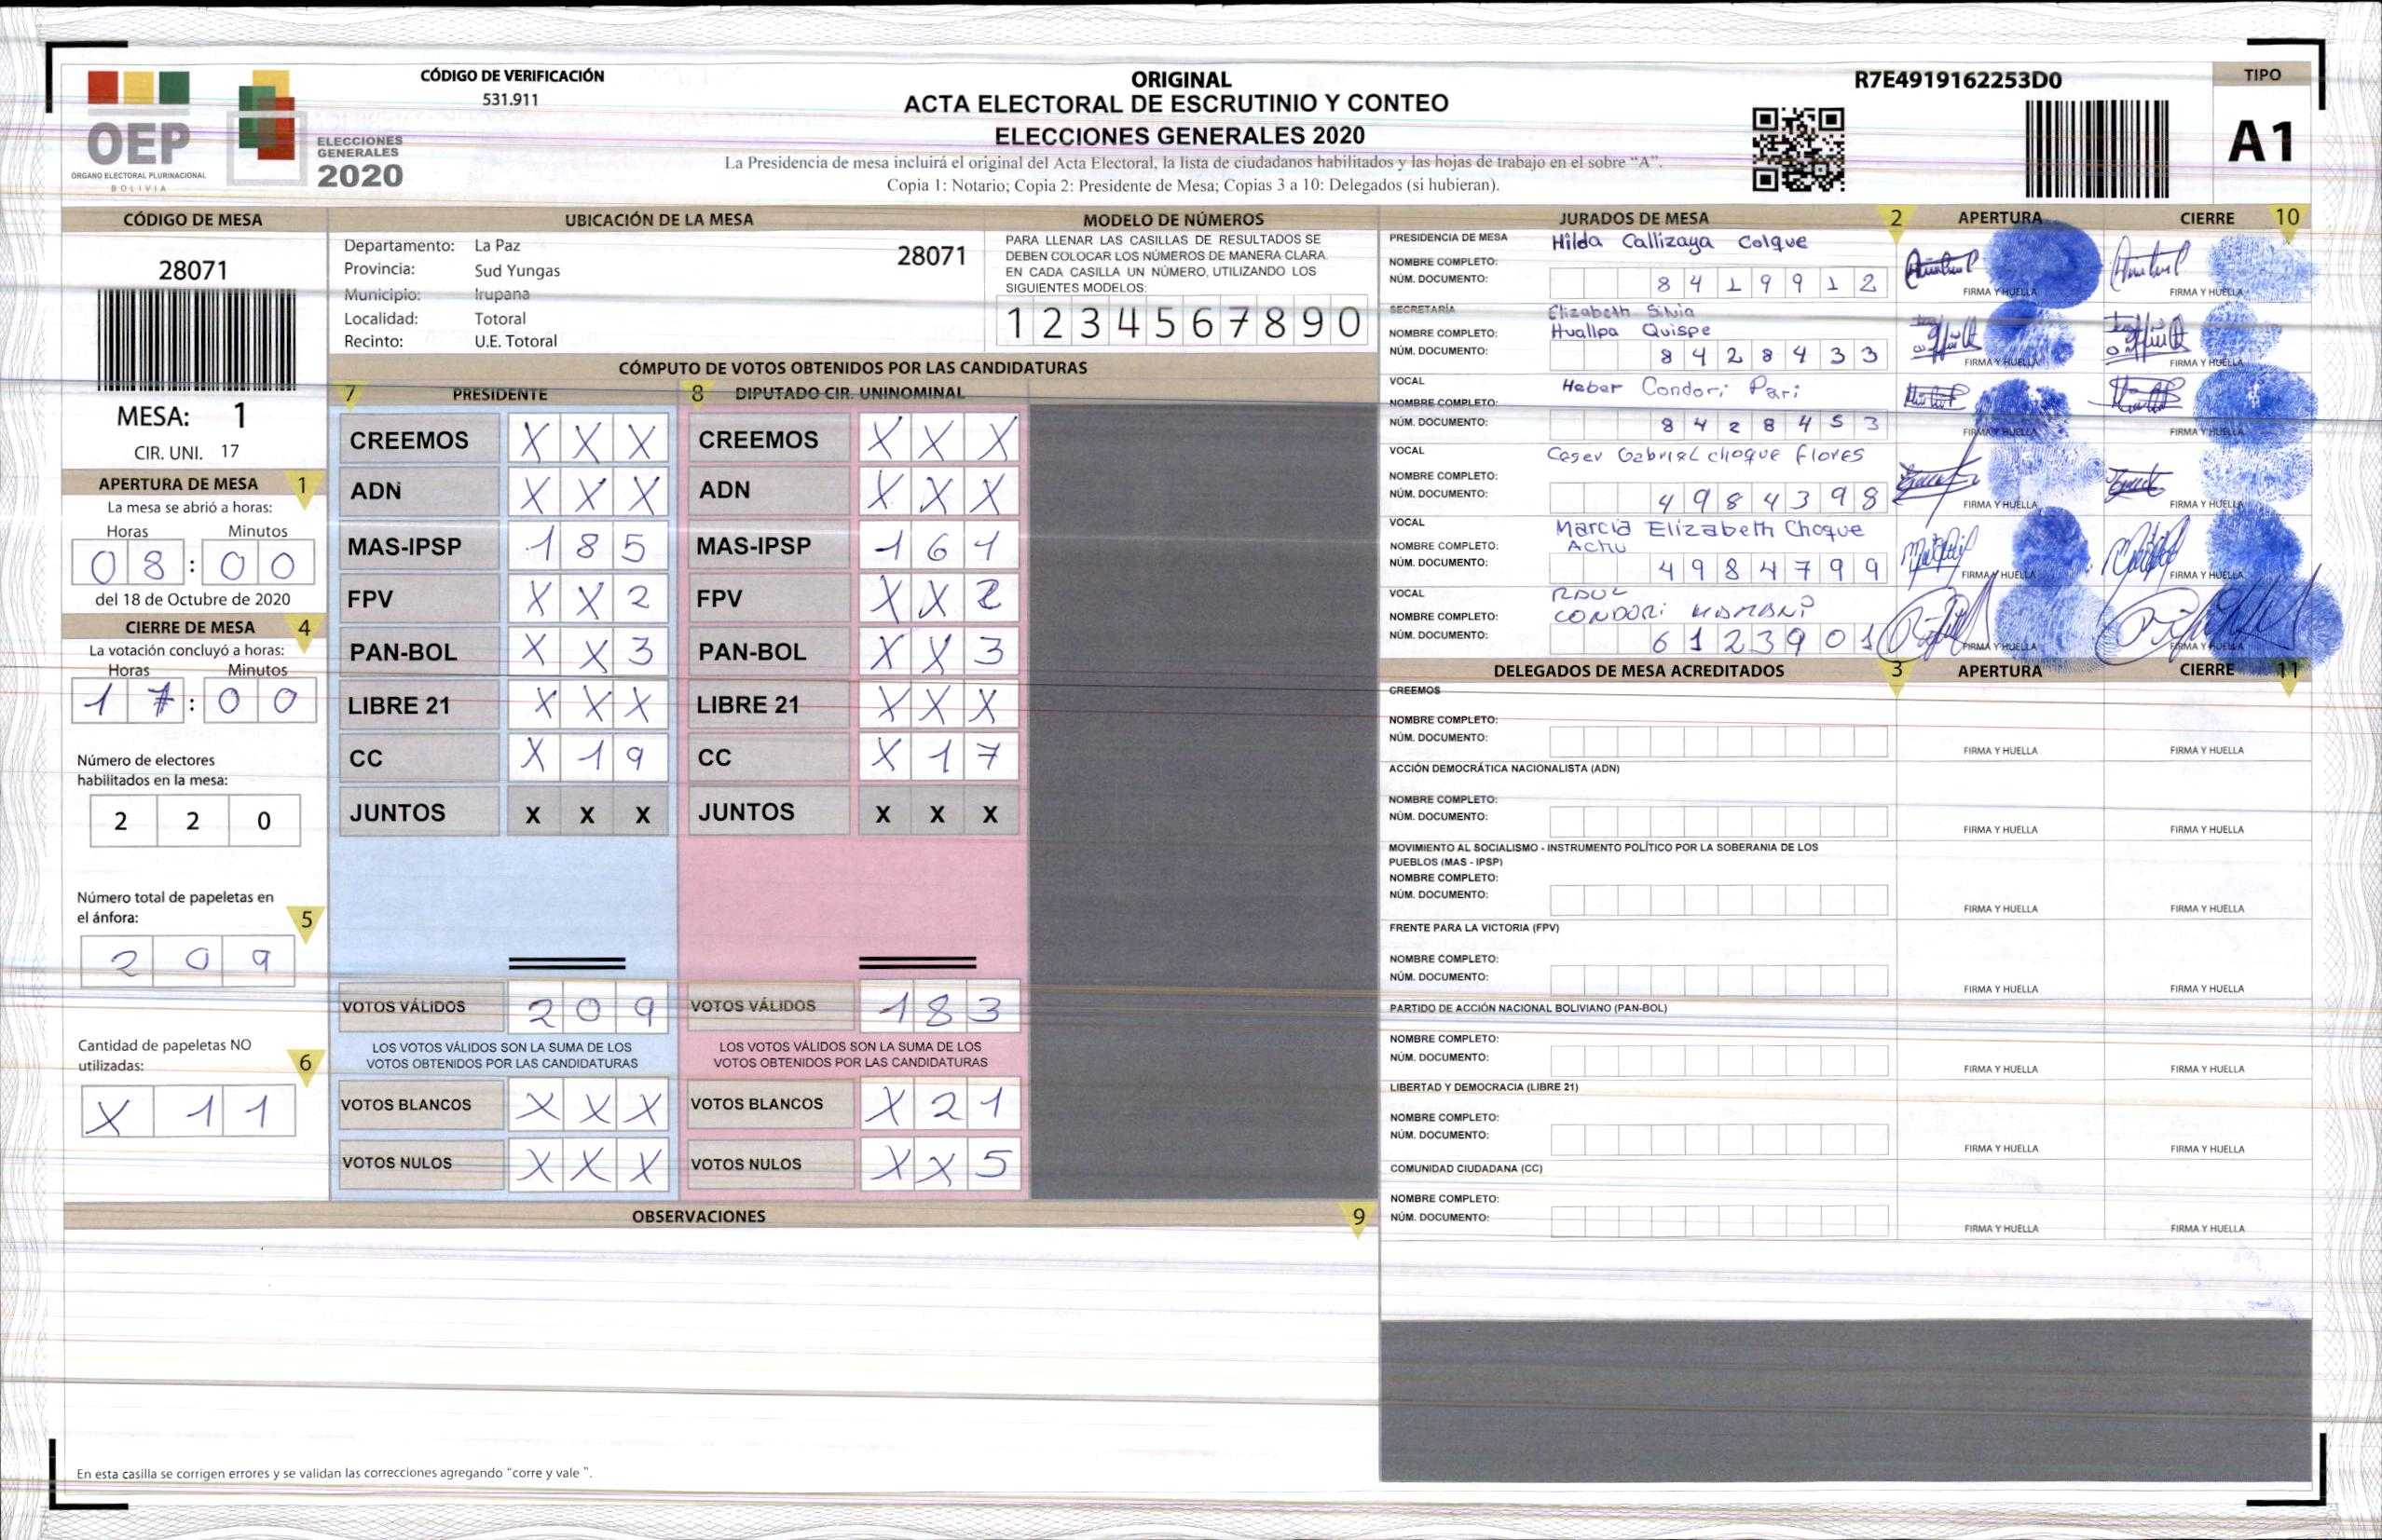 CÓDIGO DE VERIFICACIÓN
531.911
OEP
ÓRGANO ELECTORAL PLURINACIONAL
BOLIVIA
ELECCIONES
GENERALES
2020
ORIGINAL
ACTA ELECTORAL DE ESCRUTINIO Y CONTEO
ELECCIONES GENERALES 2020
La Presidencia de mesa incluirá el original del Acta Electoral, la lista de ciudadanos habilitados y las hojas de trabajo en el sobre “A”.
Copia 1: Notario; Copia 2: Presidente de Mesa; Copias 3 a 10: Delegados (si hubieran).
R7E4919162253D0
TIPO
A1
CÓDIGO DE MESA
28071
MESA: 1
CIR. UNI. 17
APERTURA DE MESA 1
La mesa se abrió a horas:
Horas Minutos
0 8 : 0 0
del 18 de Octubre de 2020
CIERRE DE MESA 4
La votación concluyó a horas:
Horas Minutos
1 7 : 0 0
Número de electores
habilitados en la mesa:
2 2 0
Número total de papeletas en
el ánfora: 5
2 0 9
Cantidad de papeletas NO
utilizadas: 6
X 1 1
UBICACIÓN DE LA MESA
Departamento: La Paz
28071
Provincia: Sud Yungas
Municipio: Irupana
Localidad: Totoral
Recinto: U.E. Totoral
MODELO DE NÚMEROS
PARA LLENAR LAS CASILLAS DE RESULTADOS SE
DEBEN COLOCAR LOS NÚMEROS DE MANERA CLARA.
EN CADA CASILLA UN NÚMERO, UTILIZANDO LOS
SIGUIENTES MODELOS:
1 2 3 4 5 6 7 8 9 0
CÓMPUTO DE VOTOS OBTENIDOS POR LAS CANDIDATURAS
7 PRESIDENTE 8 DIPUTADO CIR. UNINOMINAL
CREEMOS X X X CREEMOS X X X
ADN X X X ADN X X X
MAS-IPSP 1 8 5 MAS-IPSP 1 6 1
FPV X X 2 FPV X X 2
PAN-BOL X X 3 PAN-BOL X X 3
LIBRE 21 X X X LIBRE 21 X X X
CC X 1 9 CC X 1 7
JUNTOS X X X JUNTOS X X X
VOTOS VÁLIDOS 2 0 9 VOTOS VÁLIDOS 1 8 3
LOS VOTOS VÁLIDOS SON LA SUMA DE LOS LOS VOTOS VÁLIDOS SON LA SUMA DE LOS
VOTOS OBTENIDOS POR LAS CANDIDATURAS VOTOS OBTENIDOS POR LAS CANDIDATURAS
VOTOS BLANCOS X X X VOTOS BLANCOS X 2 1
VOTOS NULOS X X X VOTOS NULOS X X 5
OBSERVACIONES 9
En esta casilla se corrigen errores y se validan las correcciones agregando "corre y vale ".
JURADOS DE MESA 2 APERTURA CIERRE 10
PRESIDENCIA DE MESA Hilda Callizaya Colque
NOMBRE COMPLETO:
NÚM. DOCUMENTO: 8 4 1 9 9 1 2
FIRMA Y HUELLA FIRMA Y HUELLA
SECRETARÍA Elizabeth Silvia
NOMBRE COMPLETO: Huallpa Quispe
NÚM. DOCUMENTO: 8 4 2 8 4 3 3
FIRMA Y HUELLA FIRMA Y HUELLA
VOCAL Heber Condori Pari
NOMBRE COMPLETO:
NÚM. DOCUMENTO: 8 4 2 8 4 5 3
FIRMA Y HUELLA FIRMA Y HUELLA
VOCAL Ceser Gabriel choque flores
NOMBRE COMPLETO:
NÚM. DOCUMENTO: 4 9 8 4 3 9 8
FIRMA Y HUELLA FIRMA Y HUELLA
VOCAL Marcia Elizabeth Choque
NOMBRE COMPLETO: Achu
NÚM. DOCUMENTO: 4 9 8 4 7 9 9
FIRMA Y HUELLA FIRMA Y HUELLA
VOCAL RAUL
NOMBRE COMPLETO: CONDORi MAMANi
NÚM. DOCUMENTO: 6 1 2 3 9 0 1
FIRMA Y HUELLA FIRMA Y HUELLA
DELEGADOS DE MESA ACREDITADOS 3 APERTURA CIERRE 11
CREEMOS
NOMBRE COMPLETO:
NÚM. DOCUMENTO:
FIRMA Y HUELLA FIRMA Y HUELLA
ACCIÓN DEMOCRÁTICA NACIONALISTA (ADN)
NOMBRE COMPLETO:
NÚM. DOCUMENTO:
FIRMA Y HUELLA FIRMA Y HUELLA
MOVIMIENTO AL SOCIALISMO - INSTRUMENTO POLÍTICO POR LA SOBERANIA DE LOS
PUEBLOS (MAS - IPSP)
NOMBRE COMPLETO:
NÚM. DOCUMENTO:
FIRMA Y HUELLA FIRMA Y HUELLA
FRENTE PARA LA VICTORIA (FPV)
NOMBRE COMPLETO:
NÚM. DOCUMENTO:
FIRMA Y HUELLA FIRMA Y HUELLA
PARTIDO DE ACCIÓN NACIONAL BOLIVIANO (PAN-BOL)
NOMBRE COMPLETO:
NÚM. DOCUMENTO:
FIRMA Y HUELLA FIRMA Y HUELLA
LIBERTAD Y DEMOCRACIA (LIBRE 21)
NOMBRE COMPLETO:
NÚM. DOCUMENTO:
FIRMA Y HUELLA FIRMA Y HUELLA
COMUNIDAD CIUDADANA (CC)
NOMBRE COMPLETO:
NÚM. DOCUMENTO:
FIRMA Y HUELLA FIRMA Y HUELLA